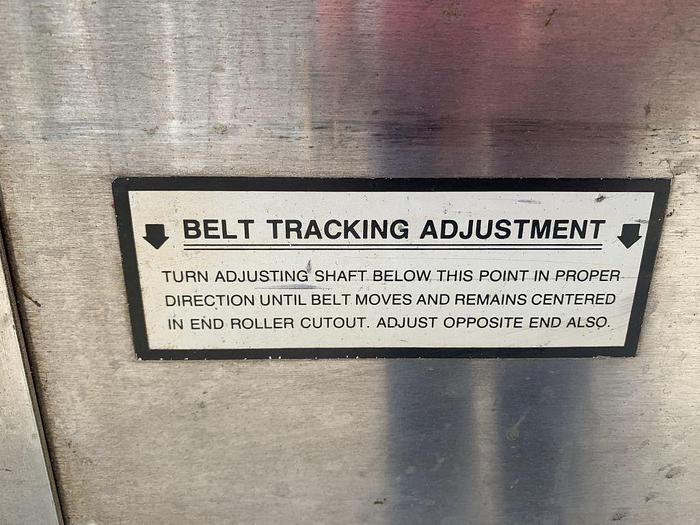 BELT TRACKING ADJUSTMENT
TURN ADJUSTING SHAFT BELOW THIS POINT IN PROPER
DIRECTION UNTIL BELT MOVES AND REMAINS CENTERED
IN END ROLLER CUTOUT. ADJUST OPPOSITE END ALSO.